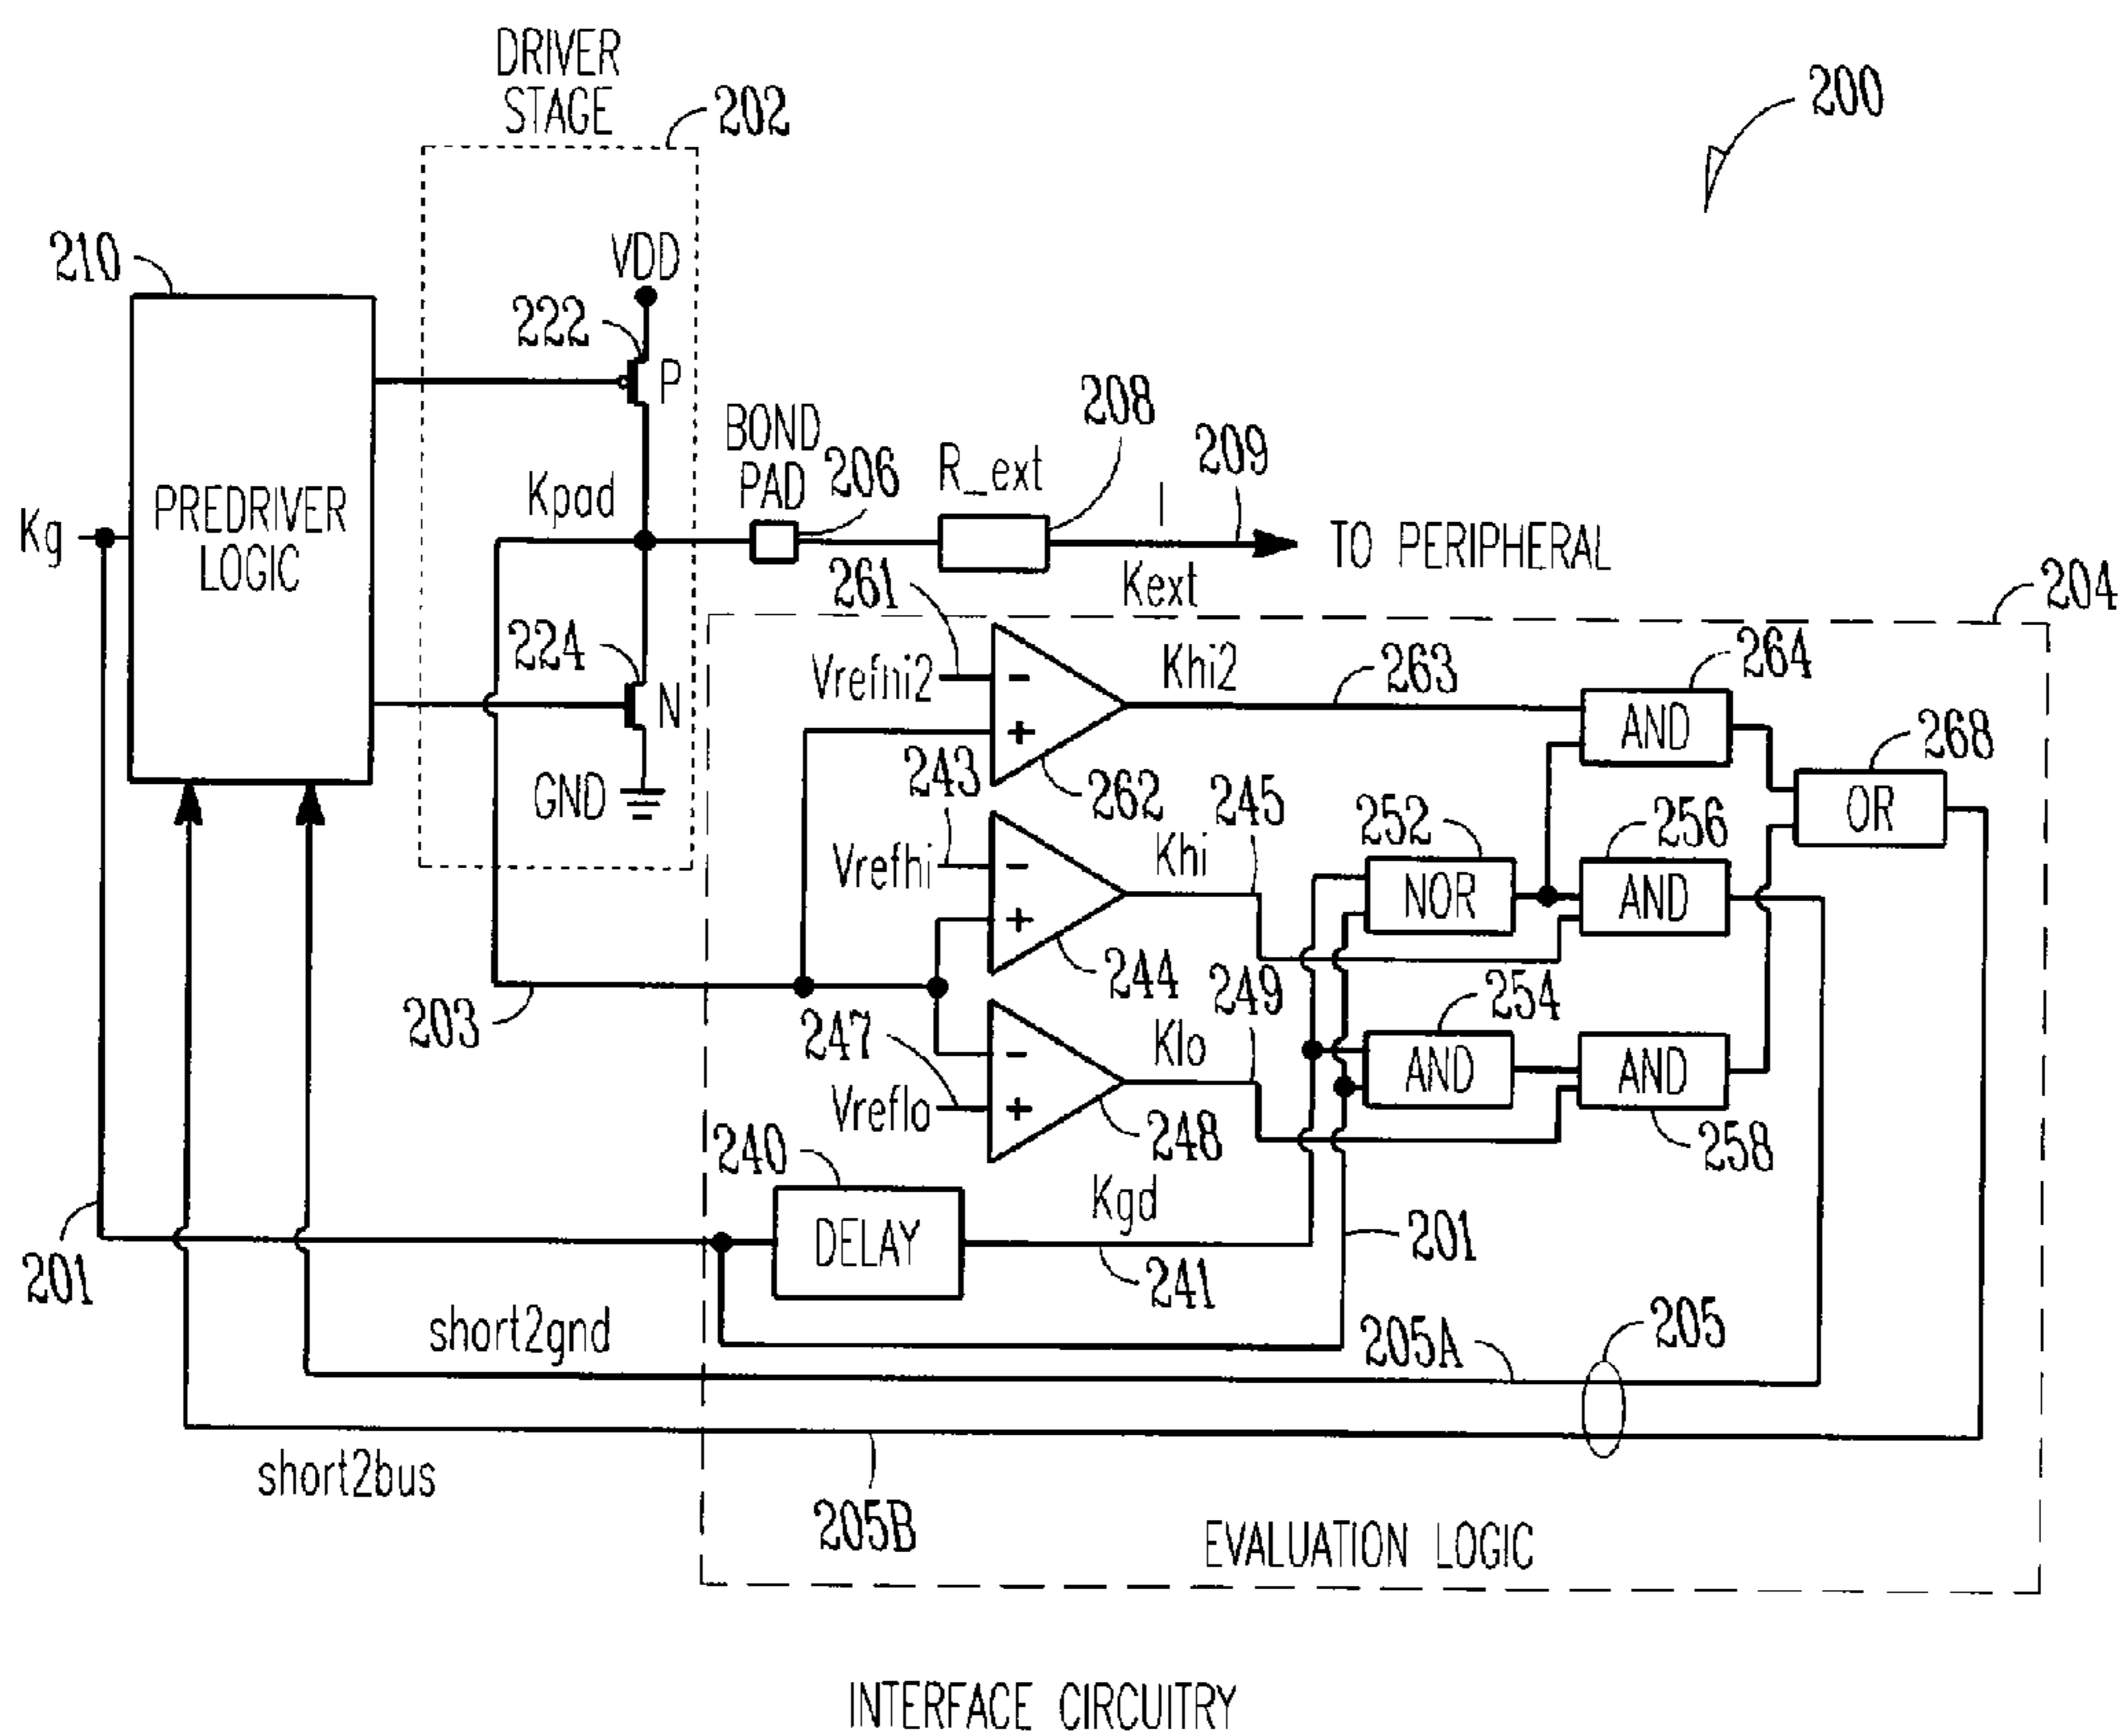 DRIVER
STAGE
202
200
210
VDD
222
P
PREDRIVER
LOGIC
Kg
Kpad
BOND
PAD
206
R_ext
208
209
I
Kext
TO PERIPHERAL
204
224
N
GND
261
Vrefhi2
-
+
262
Khi2
263
AND
264
OR
268
243
Vrefhi
-
+
244
Khi
245
NOR
252
AND
256
203
247
Vreflo
-
+
248
Klo
249
AND
254
AND
258
240
DELAY
Kgd
241
201
201
short2gnd
205A
205
short2bus
205B
EVALUATION LOGIC
INTERFACE CIRCUITRY